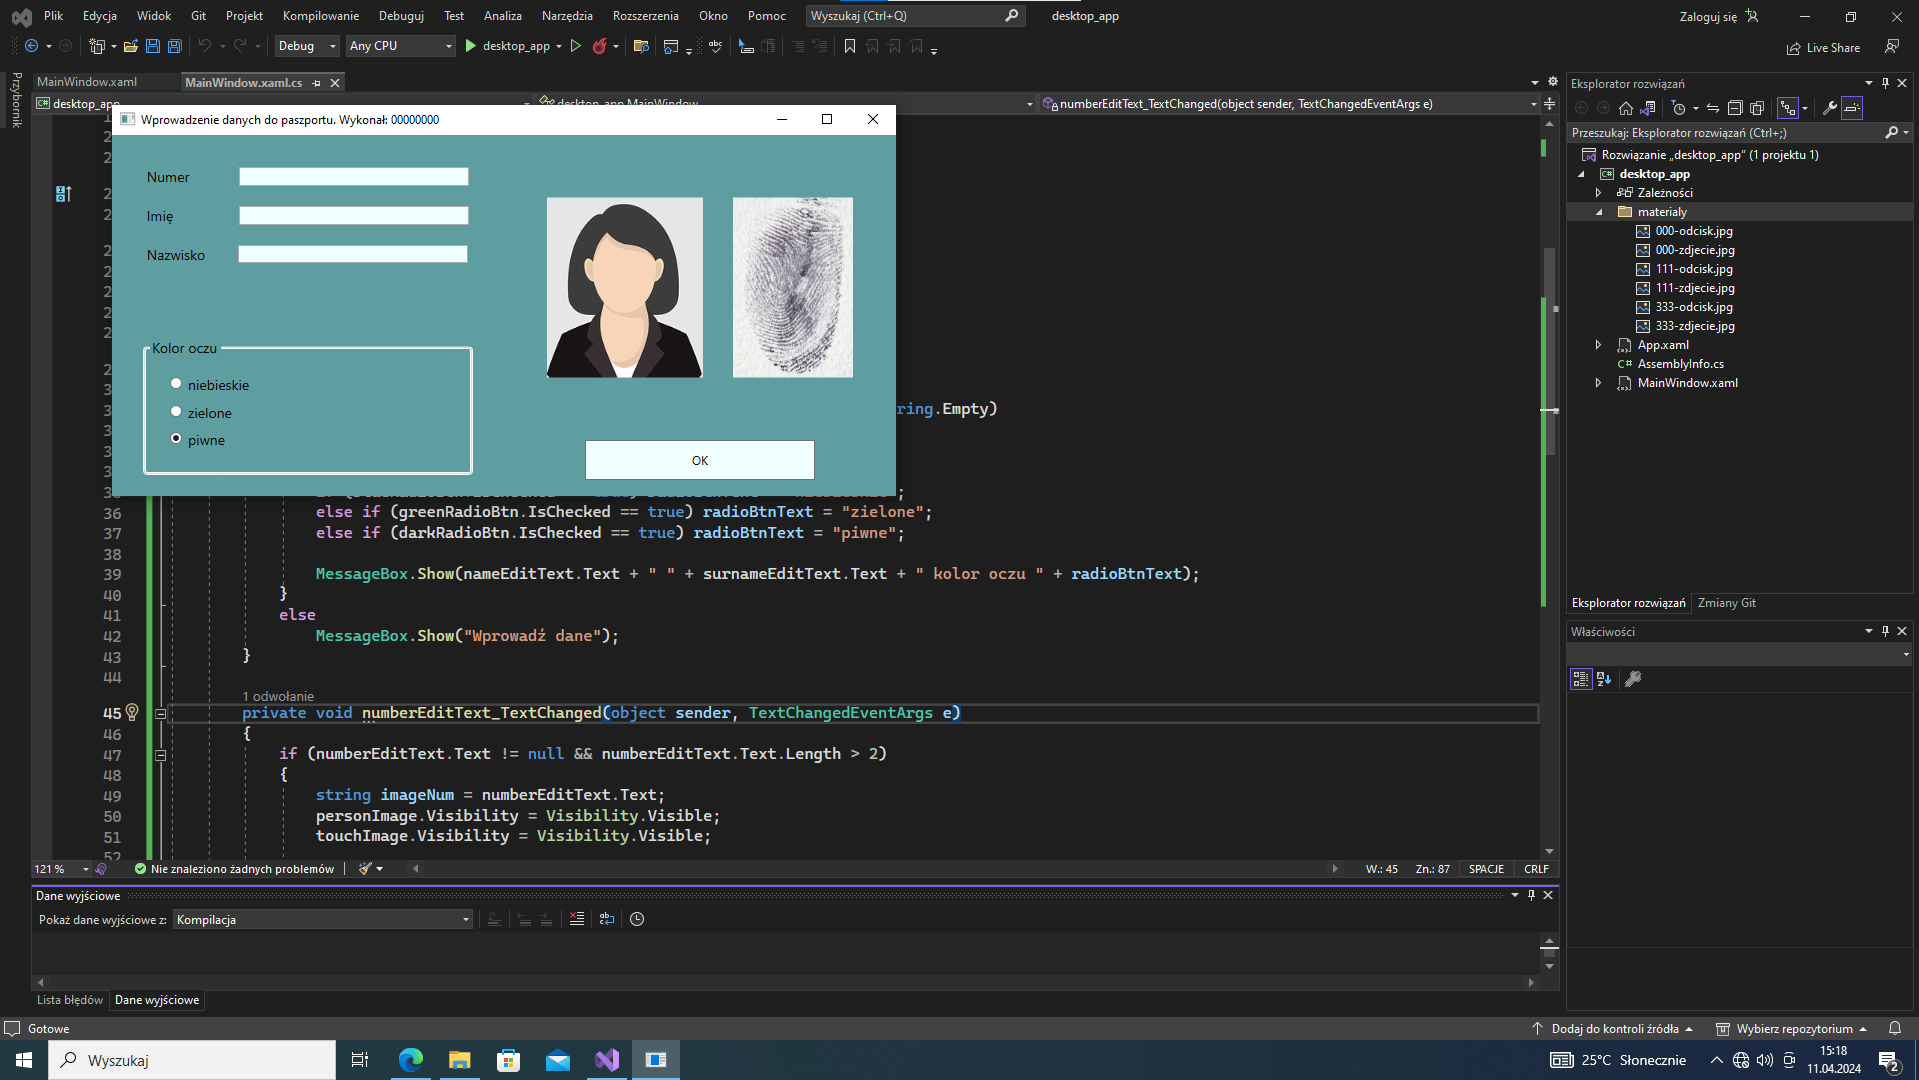 Plik Edycja Widok Git Projekt Kompilowanie Debuguj Test Analiza Narzędzia Rozszerzenia Okno Pomoc Wyszukaj (Ctrl+Q) desktop_app Zaloguj się
Debug Any CPU desktop_app Live Share
Przybornik
MainWindow.xaml MainWindow.xaml.cs
desktop_app desktop_app.MainWindow numberEditText_TextChanged(object sender, TextChangedEventArgs e)
Wprowadzenie danych do paszportu. Wykonał: 00000000
Numer
Imię
Nazwisko
Kolor oczu
niebieskie
zielone
piwne
OK
ring.Empty)
36 else if (greenRadioBtn.IsChecked == true) radioBtnText = "zielone";
37 else if (darkRadioBtn.IsChecked == true) radioBtnText = "piwne";
38
39 MessageBox.Show(nameEditText.Text + " " + surnameEditText.Text + " kolor oczu " + radioBtnText);
40 }
41 else
42 MessageBox.Show("Wprowadź dane");
43 }
44
1 odwołanie
45 private void numberEditText_TextChanged(object sender, TextChangedEventArgs e)
46 {
47 if (numberEditText.Text != null && numberEditText.Text.Length > 2)
48 {
49 string imageNum = numberEditText.Text;
50 personImage.Visibility = Visibility.Visible;
51 touchImage.Visibility = Visibility.Visible;
52
121 % Nie znaleziono żadnych problemów W.: 45 Zn.: 87 SPACJE CRLF
Dane wyjściowe
Pokaż dane wyjściowe z: Kompilacja
Lista błędów Dane wyjściowe
Eksplorator rozwiązań
Przeszukaj: Eksplorator rozwiązań (Ctrl+;)
Rozwiązanie „desktop_app” (1 projektu 1)
desktop_app
Zależności
materialy
000-odcisk.jpg
000-zdjecie.jpg
111-odcisk.jpg
111-zdjecie.jpg
333-odcisk.jpg
333-zdjecie.jpg
App.xaml
AssemblyInfo.cs
MainWindow.xaml
Eksplorator rozwiązań Zmiany Git
Właściwości
Gotowe Dodaj do kontroli źródła Wybierz repozytorium
Wyszukaj 25°C Słonecznie 15:18
11.04.2024 2